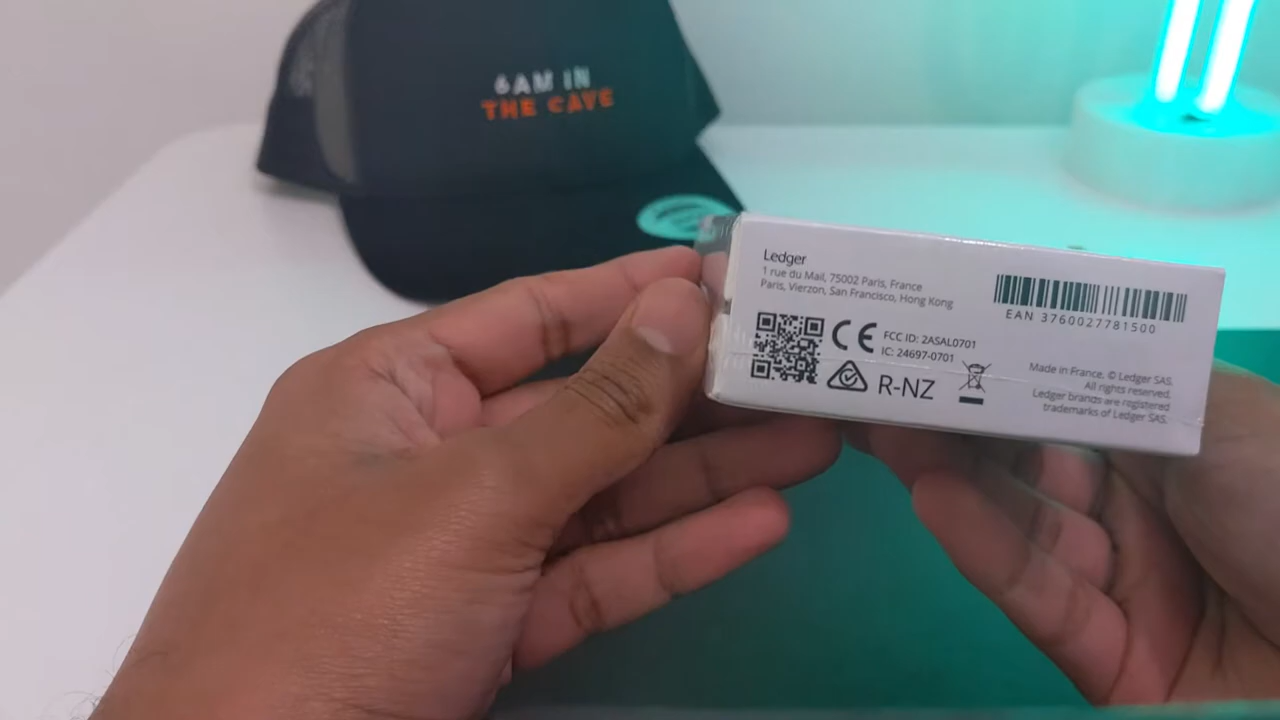 6AM IN
THE CAVE
Ledger
1 rue du Mail, 75002 Paris, France
Paris, Vierzon, San Francisco, Hong Kong
EAN 3760027781500
CE
FCC ID: 2ASAL0701
IC: 24697-0701
R-NZ
Made in France. © Ledger SAS.
All rights reserved.
Ledger brands are registered
trademarks of Ledger SAS.